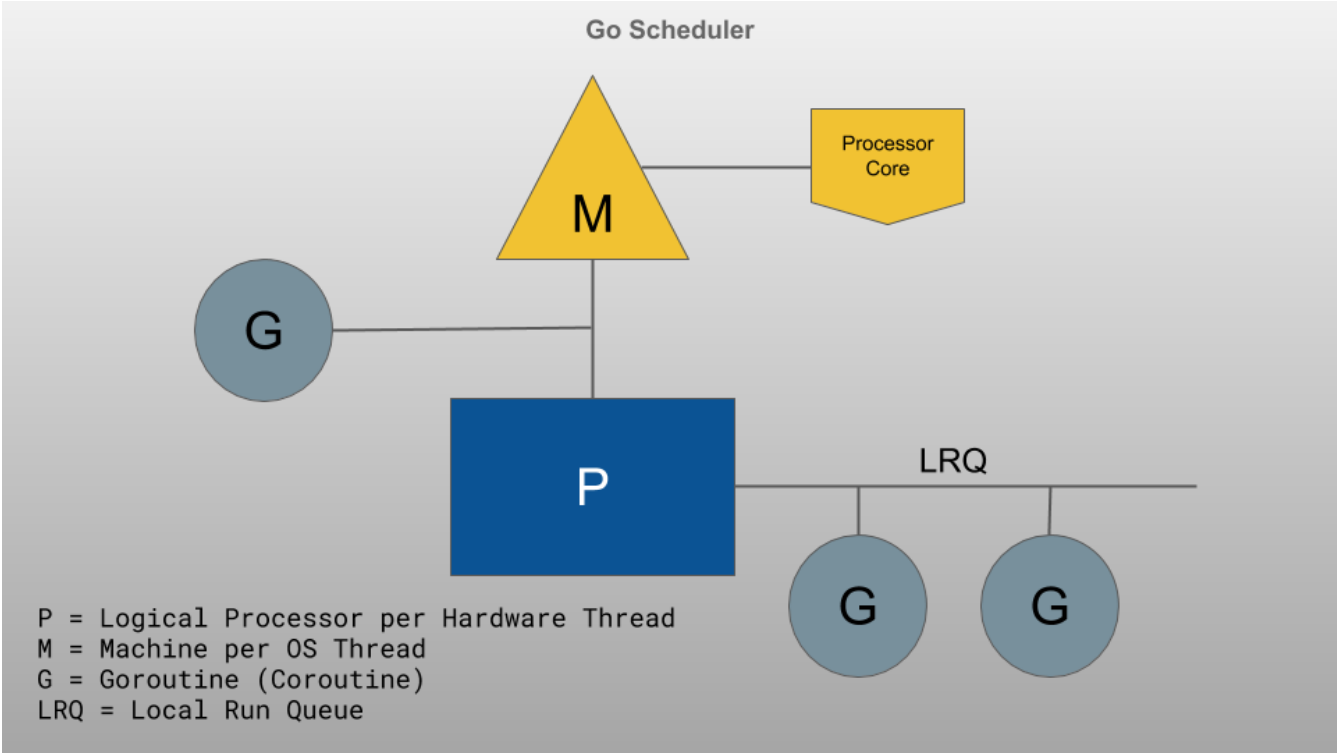 Go Scheduler
Processor
Core
M
G
P
LRQ
G
G
P = Logical Processor per Hardware Thread
M = Machine per OS Thread
G = Goroutine (Coroutine)
LRQ = Local Run Queue